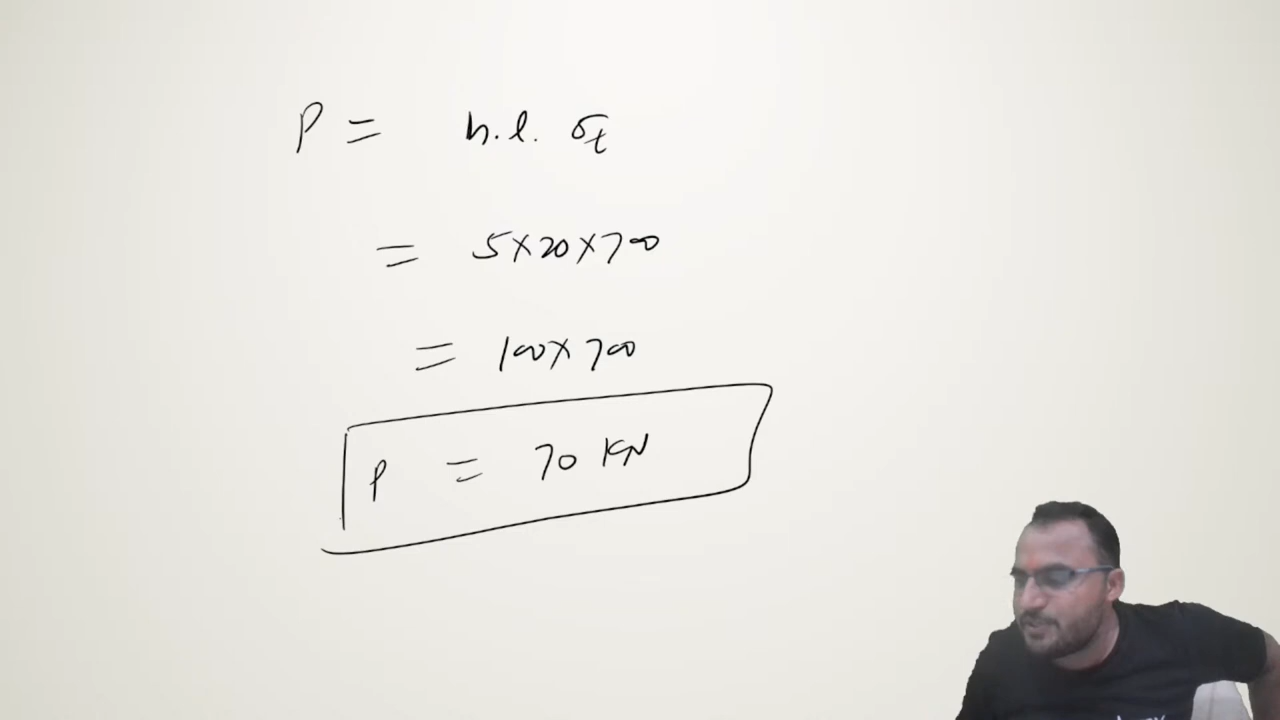 P = h.l. σt
= 5×20×700
= 100×700
P = 70 KN